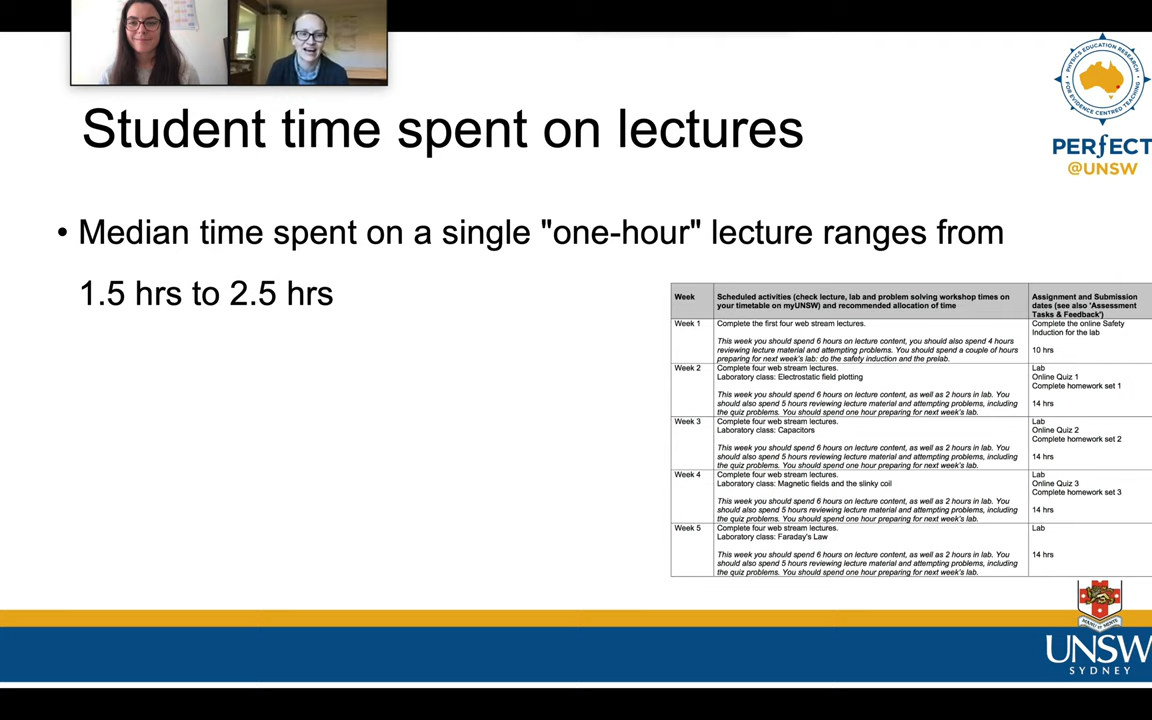 PHYSICS EDUCATION RESEARCH
FOR EVIDENCE CENTRED TEACHING
PERfECT
@UNSW
Student time spent on lectures
• Median time spent on a single "one-hour" lecture ranges from
1.5 hrs to 2.5 hrs
Week
Scheduled activities (check lecture, lab and problem solving workshop times on
your timetable on myUNSW) and recommended allocation of time
Assignment and Submission
dates (see also 'Assessment
Tasks & Feedback')
Week 1
Complete the first four web stream lectures.
This week you should spend 6 hours on lecture content, you should also spend 4 hours
reviewing lecture material and attempting problems. You should spend a couple of hours
preparing for next week's lab: do the safety induction and the prelab.
Complete the online Safety
Induction for the lab
10 hrs
Week 2
Complete four web stream lectures.
Laboratory class: Electrostatic field plotting
This week you should spend 6 hours on lecture content, as well as 2 hours in lab. You
should also spend 5 hours reviewing lecture material and attempting problems, including
the quiz problems. You should spend one hour preparing for next week's lab.
Lab
Online Quiz 1
Complete homework set 1
14 hrs
Week 3
Complete four web stream lectures.
Laboratory class: Capacitors
This week you should spend 6 hours on lecture content, as well as 2 hours in lab. You
should also spend 5 hours reviewing lecture material and attempting problems, including
the quiz problems. You should spend one hour preparing for next week's lab.
Lab
Online Quiz 2
Complete homework set 2
14 hrs
Week 4
Complete four web stream lectures.
Laboratory class: Magnetic fields and the slinky coil
This week you should spend 6 hours on lecture content, as well as 2 hours in lab. You
should also spend 5 hours reviewing lecture material and attempting problems, including
the quiz problems. You should spend one hour preparing for next week's lab.
Lab
Online Quiz 3
Complete homework set 3
14 hrs
Week 5
Complete four web stream lectures.
Laboratory class: Faraday's Law
This week you should spend 6 hours on lecture content, as well as 2 hours in lab. You
should also spend 5 hours reviewing lecture material and attempting problems, including
the quiz problems. You should spend one hour preparing for next week's lab.
Lab
14 hrs
UNSW
SYDNEY